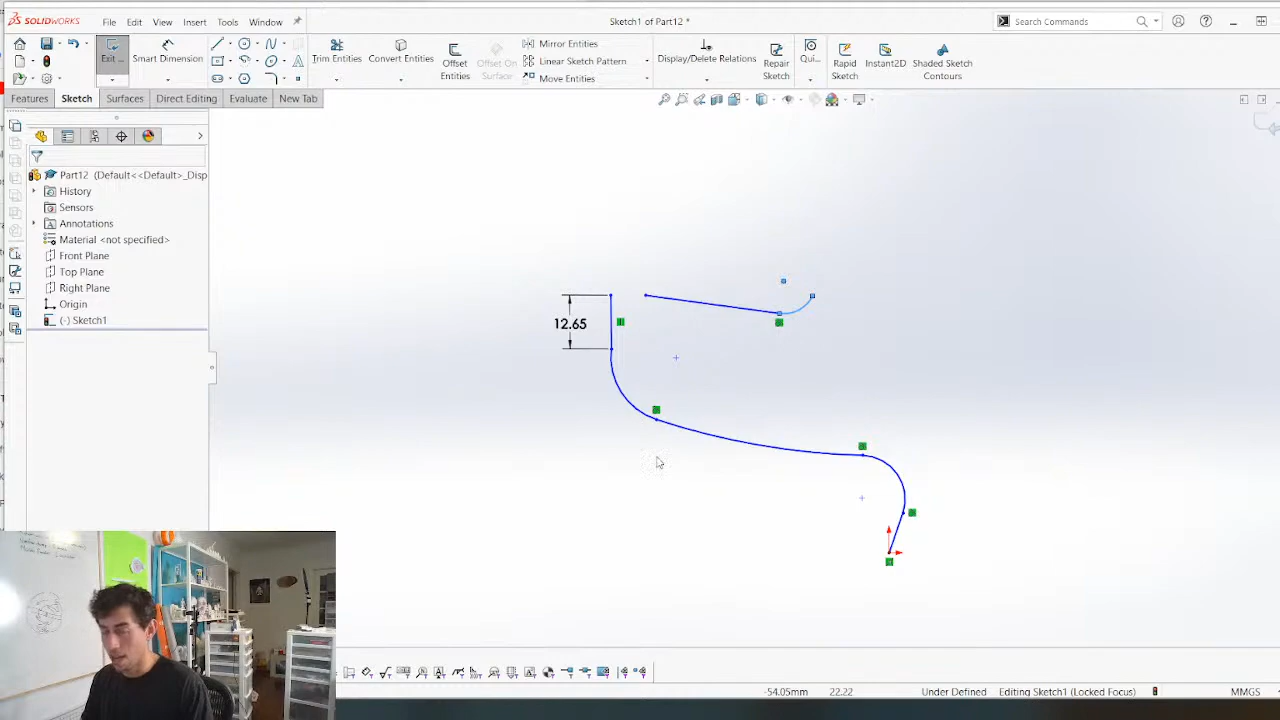 SOLIDWORKS File Edit View Insert Tools Window Sketch1 of Part12 * Search Commands
Exit ... Smart Dimension Trim Entities Convert Entities Offset Entities Offset On Surface Mirror Entities Linear Sketch Pattern Move Entities Display/Delete Relations Repair Sketch Qui... Rapid Sketch Instant2D Shaded Sketch Contours
Features Sketch Surfaces Direct Editing Evaluate New Tab
Part12 (Default<<Default>_Disp
History
Sensors
Annotations
Material <not specified>
Front Plane
Top Plane
Right Plane
Origin
(-) Sketch1
12.65
-54.05mm 22.22 Under Defined Editing Sketch1 (Locked Focus) MMGS